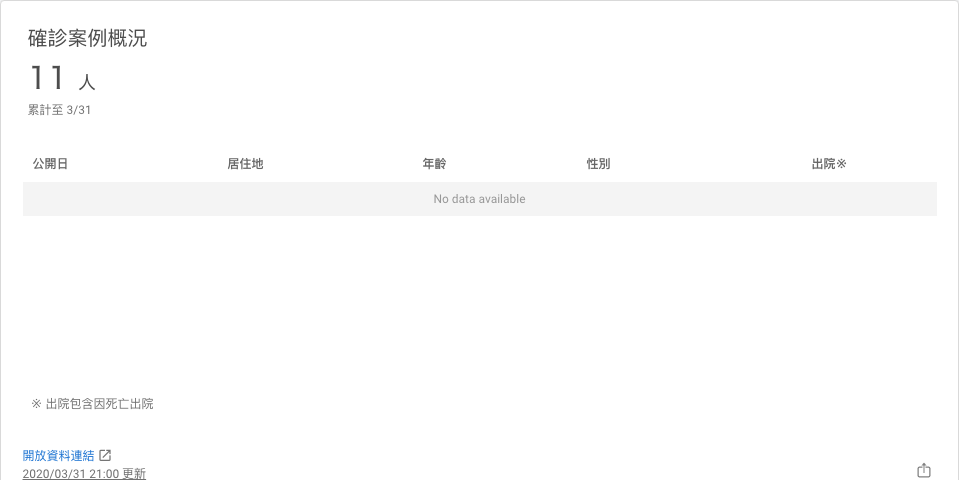 確診案例概況
11 人
累計至 3/31
公開日 居住地 年齡 性別 出院※
No data available
※ 出院包含因死亡出院
開放資料連結
2020/03/31 21:00 更新